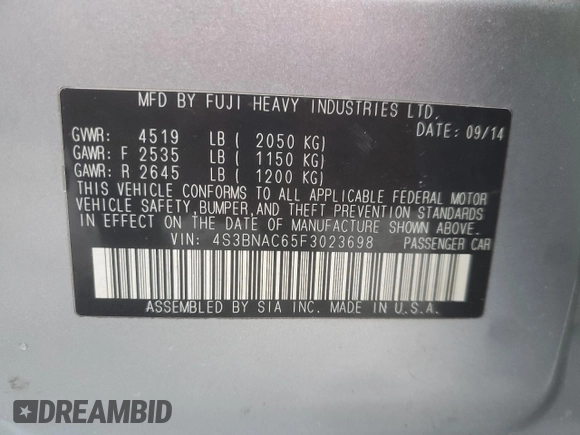 MFD BY FUJI HEAVY INDUSTRIES LTD.
DATE: 09/14
GVWR: 4519 LB ( 2050 KG)
GAWR: F 2535 LB ( 1150 KG)
GAWR: R 2645 LB ( 1200 KG)
THIS VEHICLE CONFORMS TO ALL APPLICABLE FEDERAL MOTOR
VEHICLE SAFETY, BUMPER, AND THEFT PREVENTION STANDARDS
IN EFFECT ON THE DATE OF MANUFACTURE SHOWN ABOVE.
VIN: 4S3BNAC65F3023698 PASSENGER CAR
ASSEMBLED BY SIA INC. MADE IN U.S.A.
DREAMBID